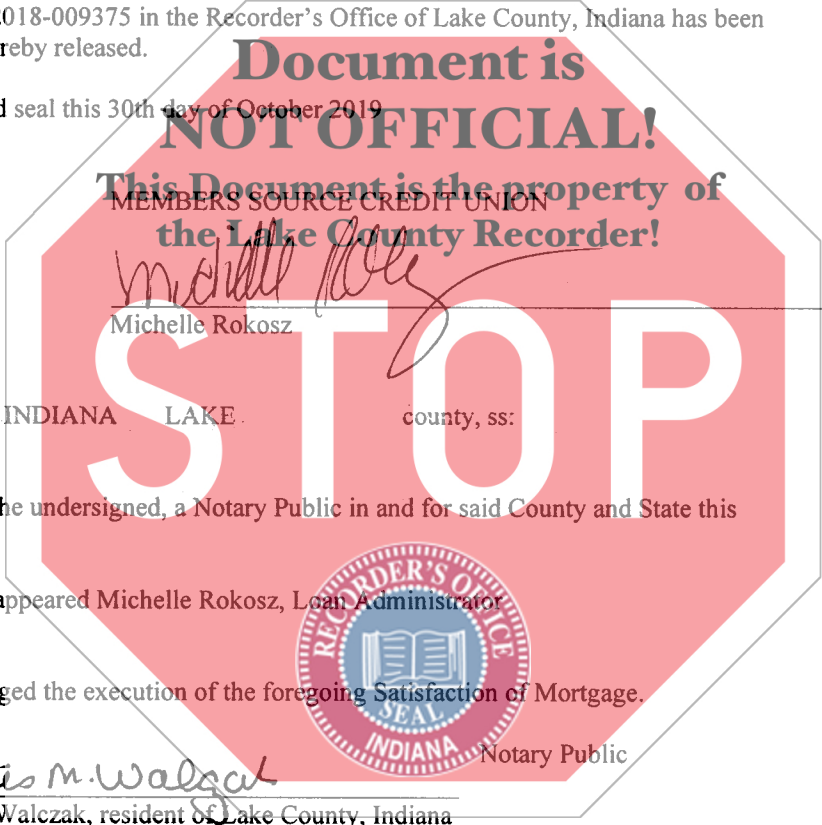 018-009375 in the Recorder's Office of Lake County, Indiana has been
reby released.
Document is
d seal this 30th day of October 2019
NOT OFFICIAL!
This Document is the property of
MEMBERS SOURCE CREDIT UNION
the Lake County Recorder!
Michelle
Michelle Rokosz
STOP
INDIANA LAKE county, ss:
he undersigned, a Notary Public in and for said County and State this
appeared Michelle Rokosz, Loan Administrator
RECORDER'S OFFICE
ged the execution of the foregoing Satisfaction of Mortgage.
SEAL
INDIANA
Notary Public
is M. Walczak
Walczak, resident of Lake County, Indiana